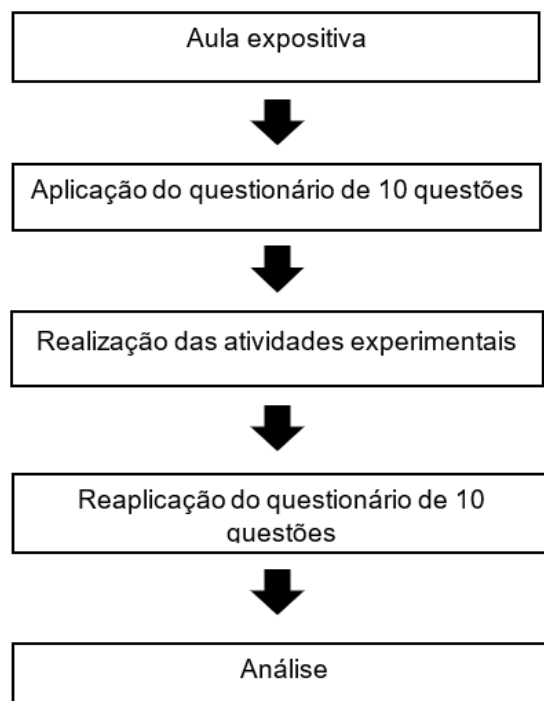 Aula expositiva
Aplicação do questionário de 10 questões
Realização das atividades experimentais
Reaplicação do questionário de 10
questões
Análise